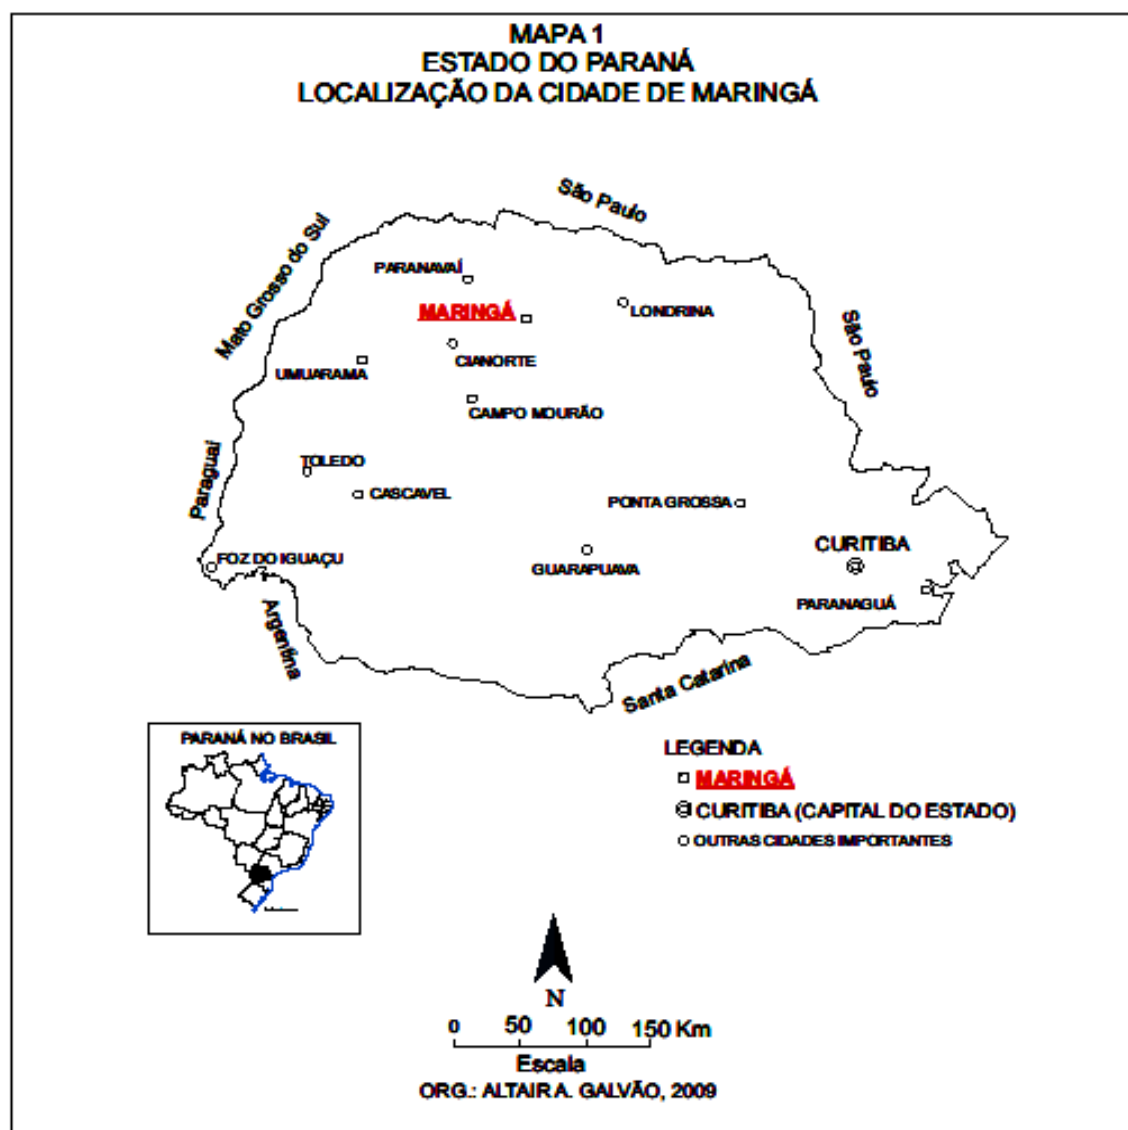 MAPA 1
ESTADO DO PARANÁ
LOCALIZAÇÃO DA CIDADE DE MARINGÁ
São Paulo
Mato Grosso do Sul
PARANAVAÍ
MARINGÁ
LONDRINA
São Paulo
CIANORTE
UMUARAMA
CAMPO MOURÃO
Paraguai
TOLEDO
CASCAVEL
PONTA GROSSA
CURITIBA
FOZ DO IGUAÇU
GUARAPUAVA
PARANAGUÁ
Argentina
Santa Catarina
PARANÁ NO BRASIL
LEGENDA
MARINGÁ
CURITIBA (CAPITAL DO ESTADO)
OUTRAS CIDADES IMPORTANTES
N
0 50 100 150 Km
Escala
ORG.: ALTAIR A. GALVÃO, 2009